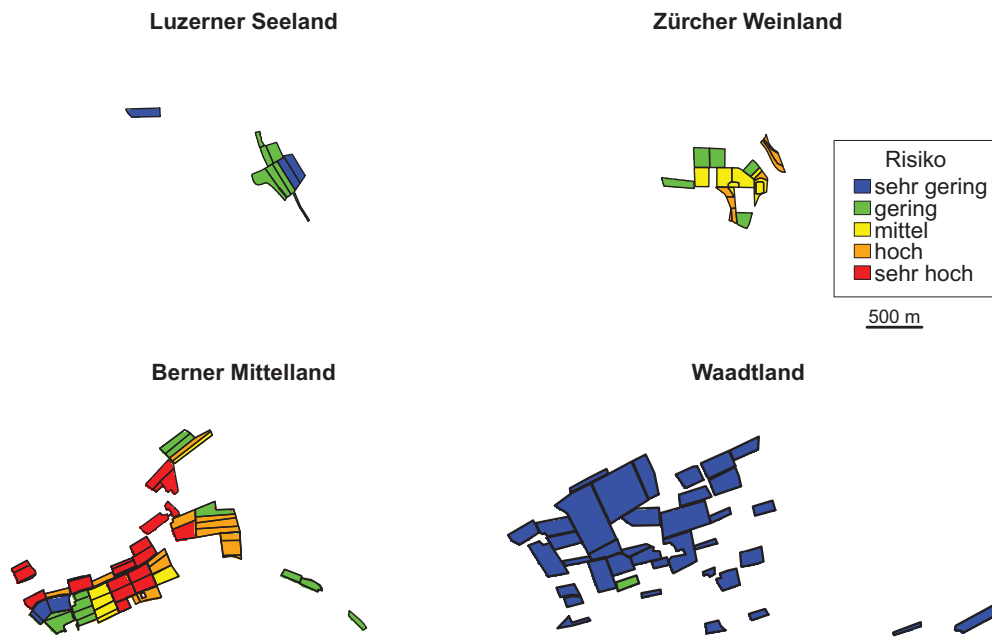 Luzerner Seeland
Zürcher Weinland
Risiko
sehr gering
gering
mittel
hoch
sehr hoch
500 m
Berner Mittelland
Waadtland